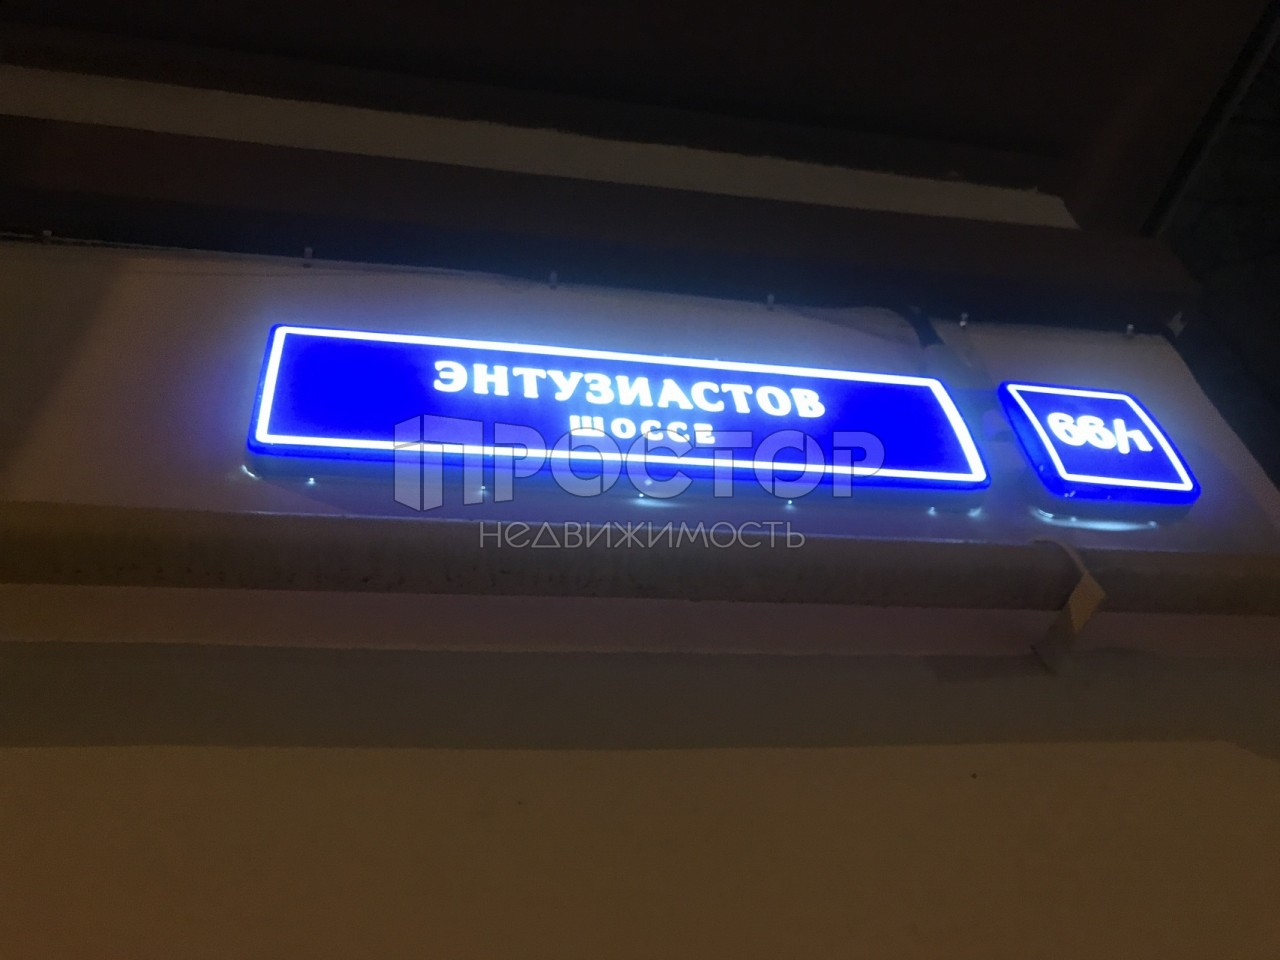 ЭНТУЗИАСТОВ
ШОССЕ
66/1
ПРОСТОР
НЕДВИЖИМОСТЬ